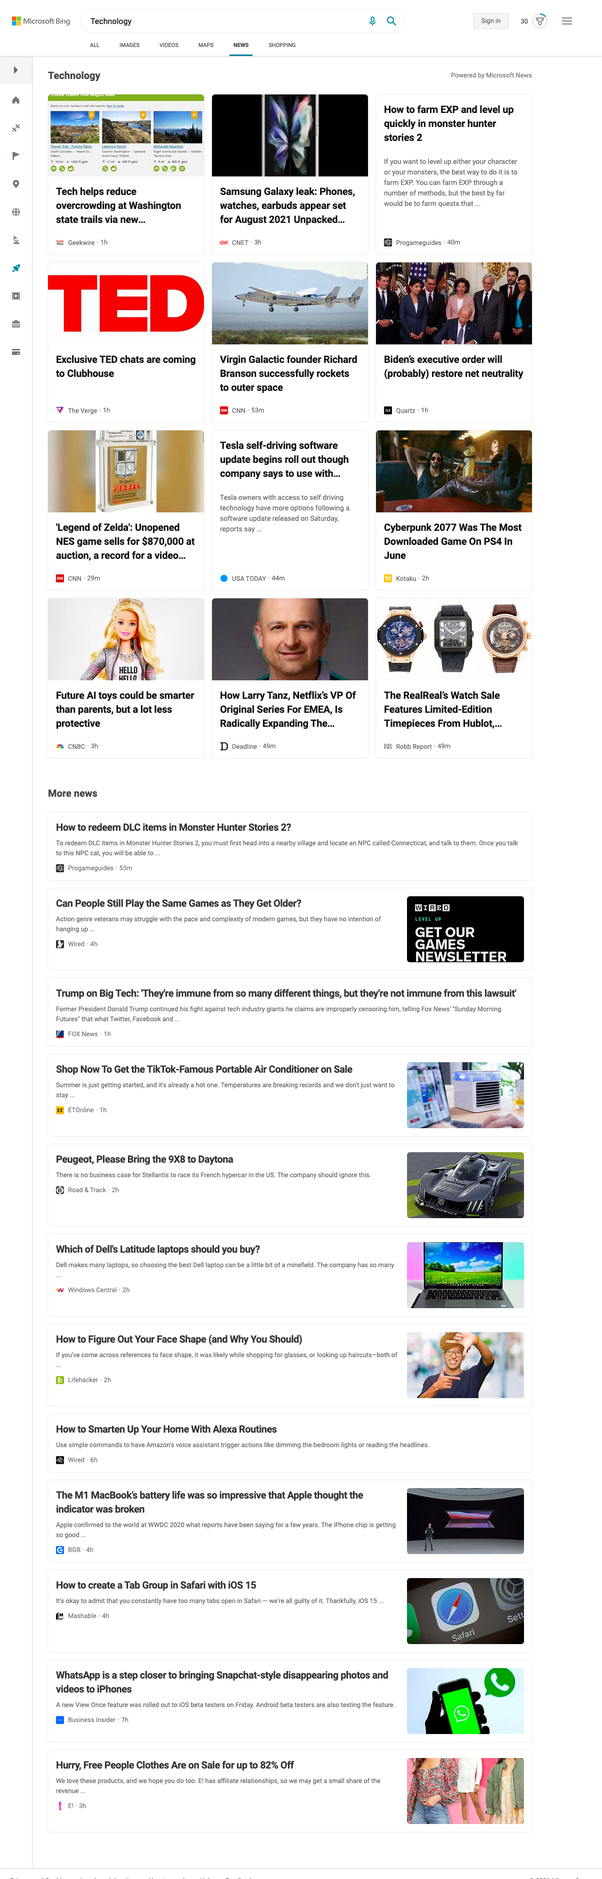 Microsoft Bing
Technology
Sign in
30
ALL
IMAGES
VIDEOS
MAPS
NEWS
SHOPPING
Technology
Powered by Microsoft News
Tech helps reduce
overcrowding at Washington
state trails via new...
Geekwire · 1h
Samsung Galaxy leak: Phones,
watches, earbuds appear set
for August 2021 Unpacked...
CNET · 3h
How to farm EXP and level up
quickly in monster hunter
stories 2
If you want to level up either your character
or your monsters, the best way to do it is to
farm EXP. You can farm EXP through a
number of methods, but the best by far
would be to farm quests that ...
Progameguides · 40m
TED
Exclusive TED chats are coming
to Clubhouse
The Verge · 1h
Virgin Galactic founder Richard
Branson successfully rockets
to outer space
CNN · 53m
Biden's executive order will
(probably) restore net neutrality
Quartz · 1h
ZELDA
'Legend of Zelda': Unopened
NES game sells for $870,000 at
auction, a record for a video...
CNN · 29m
Tesla self-driving software
update begins roll out though
company says to use with...
Tesla owners with access to self driving
technology have more options following a
software update released on Saturday,
reports say ...
USA TODAY · 44m
Cyberpunk 2077 Was The Most
Downloaded Game On PS4 In
June
Kotaku · 2h
HELLO
Future AI toys could be smarter
than parents, but a lot less
protective
CNBC · 3h
How Larry Tanz, Netflix's VP Of
Original Series For EMEA, Is
Radically Expanding The...
Deadline · 49m
The RealReal's Watch Sale
Features Limited-Edition
Timepieces From Hublot,...
Robb Report · 49m
More news
How to redeem DLC items in Monster Hunter Stories 2?
To redeem DLC items in Monster Hunter Stories 2, you must first head into a nearby village and locate an NPC called Connecticat, and talk to them. Once you talk
to this NPC cat, you will be able to ...
Progameguides · 53m
Can People Still Play the Same Games as They Get Older?
Action genre veterans may struggle with the pace and complexity of modern games, but they have no intention of
hanging up ...
Wired · 4h
WIRED
LEVEL UP
GET OUR
GAMES
NEWSLETTER
Trump on Big Tech: 'They're immune from so many different things, but they're not immune from this lawsuit'
Former President Donald Trump continued his fight against tech industry giants he claims are improperly censoring him, telling Fox News' "Sunday Morning
Futures" that what Twitter, Facebook and ...
FOX News · 1h
Shop Now To Get the TikTok-Famous Portable Air Conditioner on Sale
Summer is just getting started, and it's already a hot one. Temperatures are breaking records and we don't just want to
stay ...
ETOnline · 1h
Peugeot, Please Bring the 9X8 to Daytona
There is no business case for Stellantis to race its French hypercar in the US. The company should ignore this.
Road & Track · 2h
Which of Dell's Latitude laptops should you buy?
Dell makes many laptops, so choosing the best Dell laptop can be a little bit of a minefield. The company has so many
...
Windows Central · 2h
How to Figure Out Your Face Shape (and Why You Should)
If you've come across references to face shape, it was likely while shopping for glasses, or looking up haircuts—both of
...
Lifehacker · 2h
How to Smarten Up Your Home With Alexa Routines
Use simple commands to have Amazon's voice assistant trigger actions like dimming the bedroom lights or reading the headlines.
Wired · 6h
The M1 MacBook's battery life was so impressive that Apple thought the
indicator was broken
Apple confirmed to the world at WWDC 2020 what reports have been saying for a few years. The iPhone chip is getting
so good ...
BGR · 4h
How to create a Tab Group in Safari with iOS 15
It's okay to admit that you constantly have too many tabs open in Safari — we're all guilty of it. Thankfully, iOS 15 ...
Mashable · 4h
Safari
Sett
WhatsApp is a step closer to bringing Snapchat-style disappearing photos and
videos to iPhones
A new View Once feature was rolled out to iOS beta testers on Friday. Android beta testers are also testing the feature.
Business Insider · 7h
Hurry, Free People Clothes Are on Sale for up to 82% Off
We love these products, and we hope you do too. E! has affiliate relationships, so we may get a small share of the
revenue ...
E! · 3h